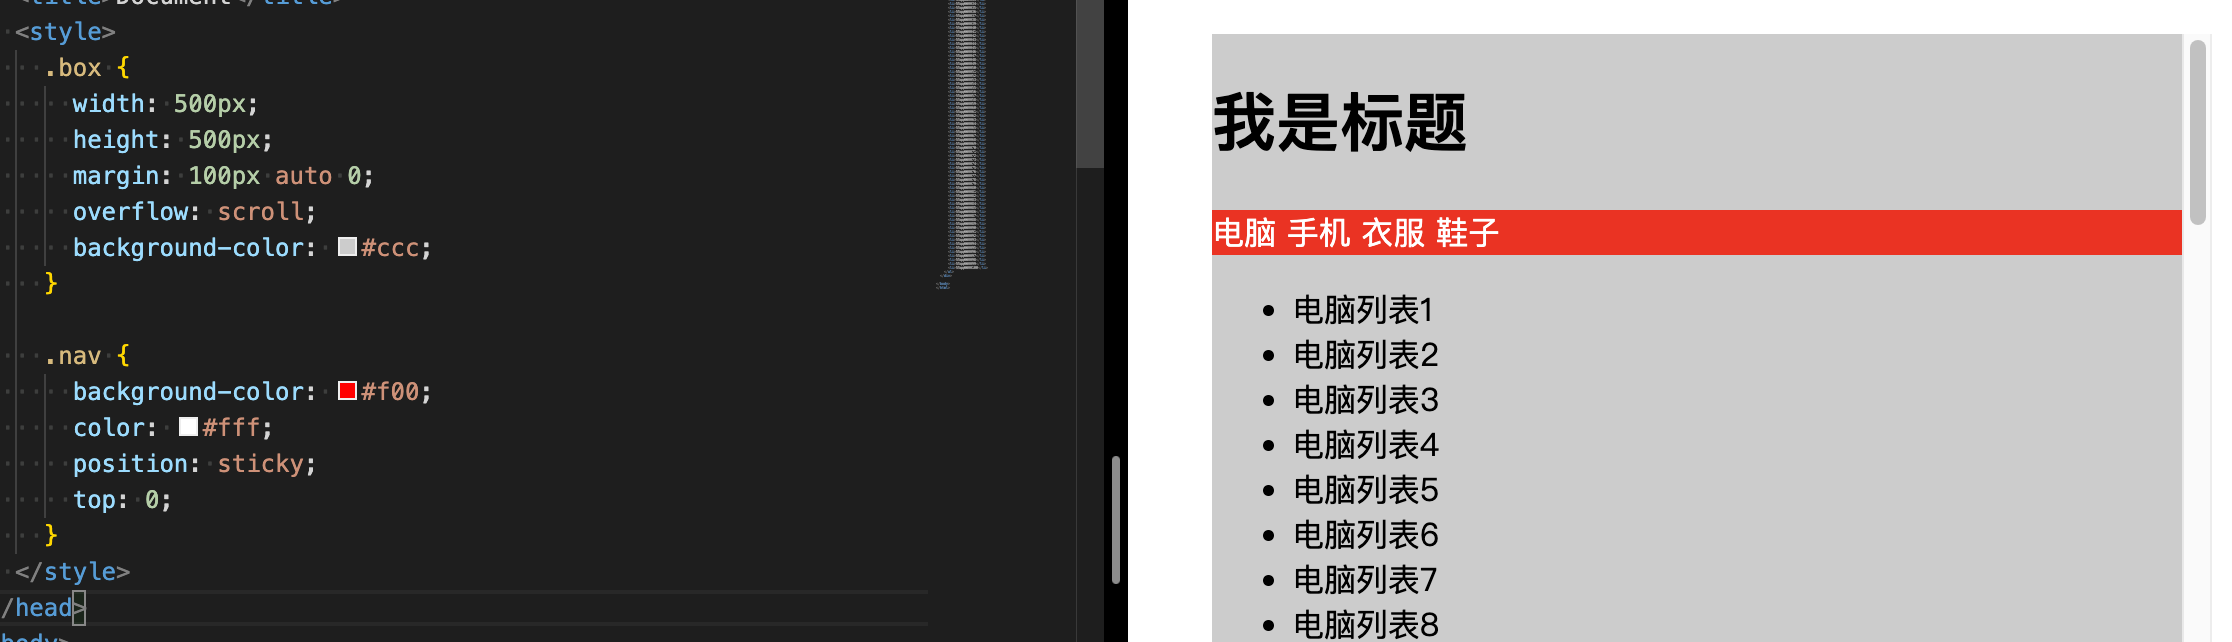 <title>Document</title>
<style>
.box {
width: 500px;
height: 500px;
margin: 100px auto 0;
overflow: scroll;
background-color: #ccc;
}
.nav {
background-color: #f00;
color: #fff;
position: sticky;
top: 0;
}
</style>
/head>
body>
我是标题
电脑 手机 衣服 鞋子
电脑列表1
电脑列表2
电脑列表3
电脑列表4
电脑列表5
电脑列表6
电脑列表7
电脑列表8